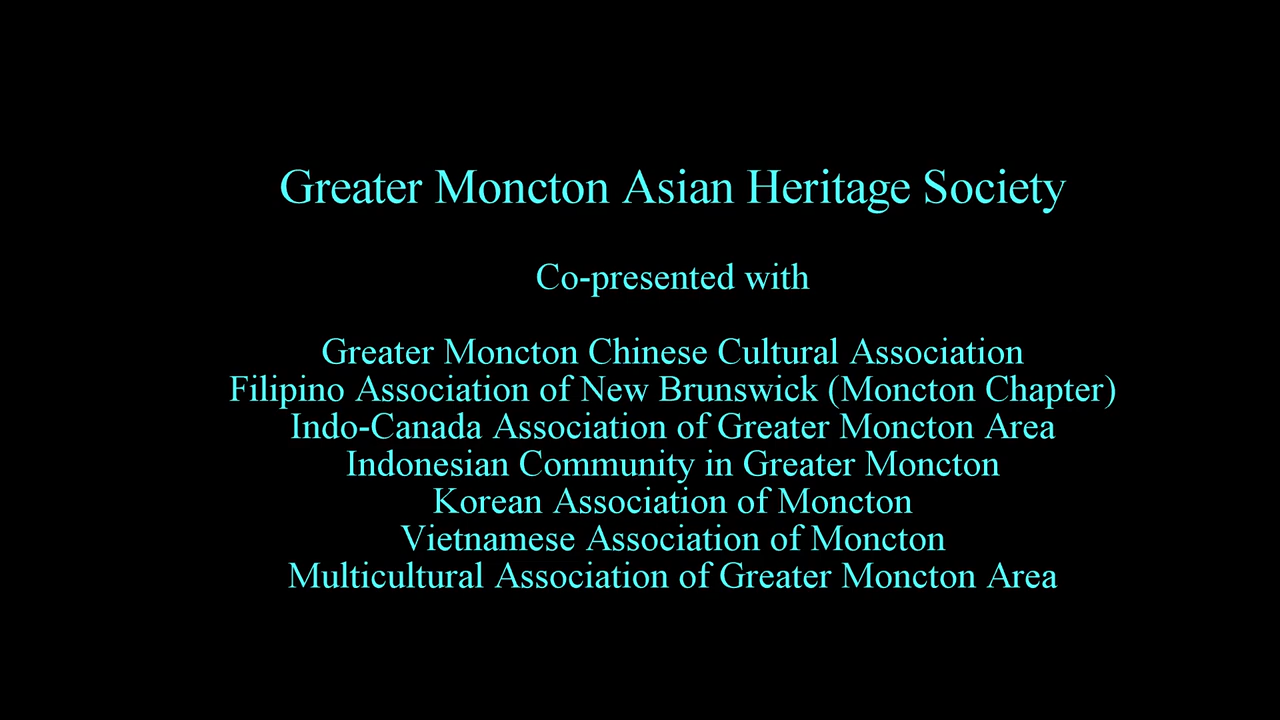 Greater Moncton Asian Heritage Society
Co-presented with
Greater Moncton Chinese Cultural Association
Filipino Association of New Brunswick (Moncton Chapter)
Indo-Canada Association of Greater Moncton Area
Indonesian Community in Greater Moncton
Korean Association of Moncton
Vietnamese Association of Moncton
Multicultural Association of Greater Moncton Area